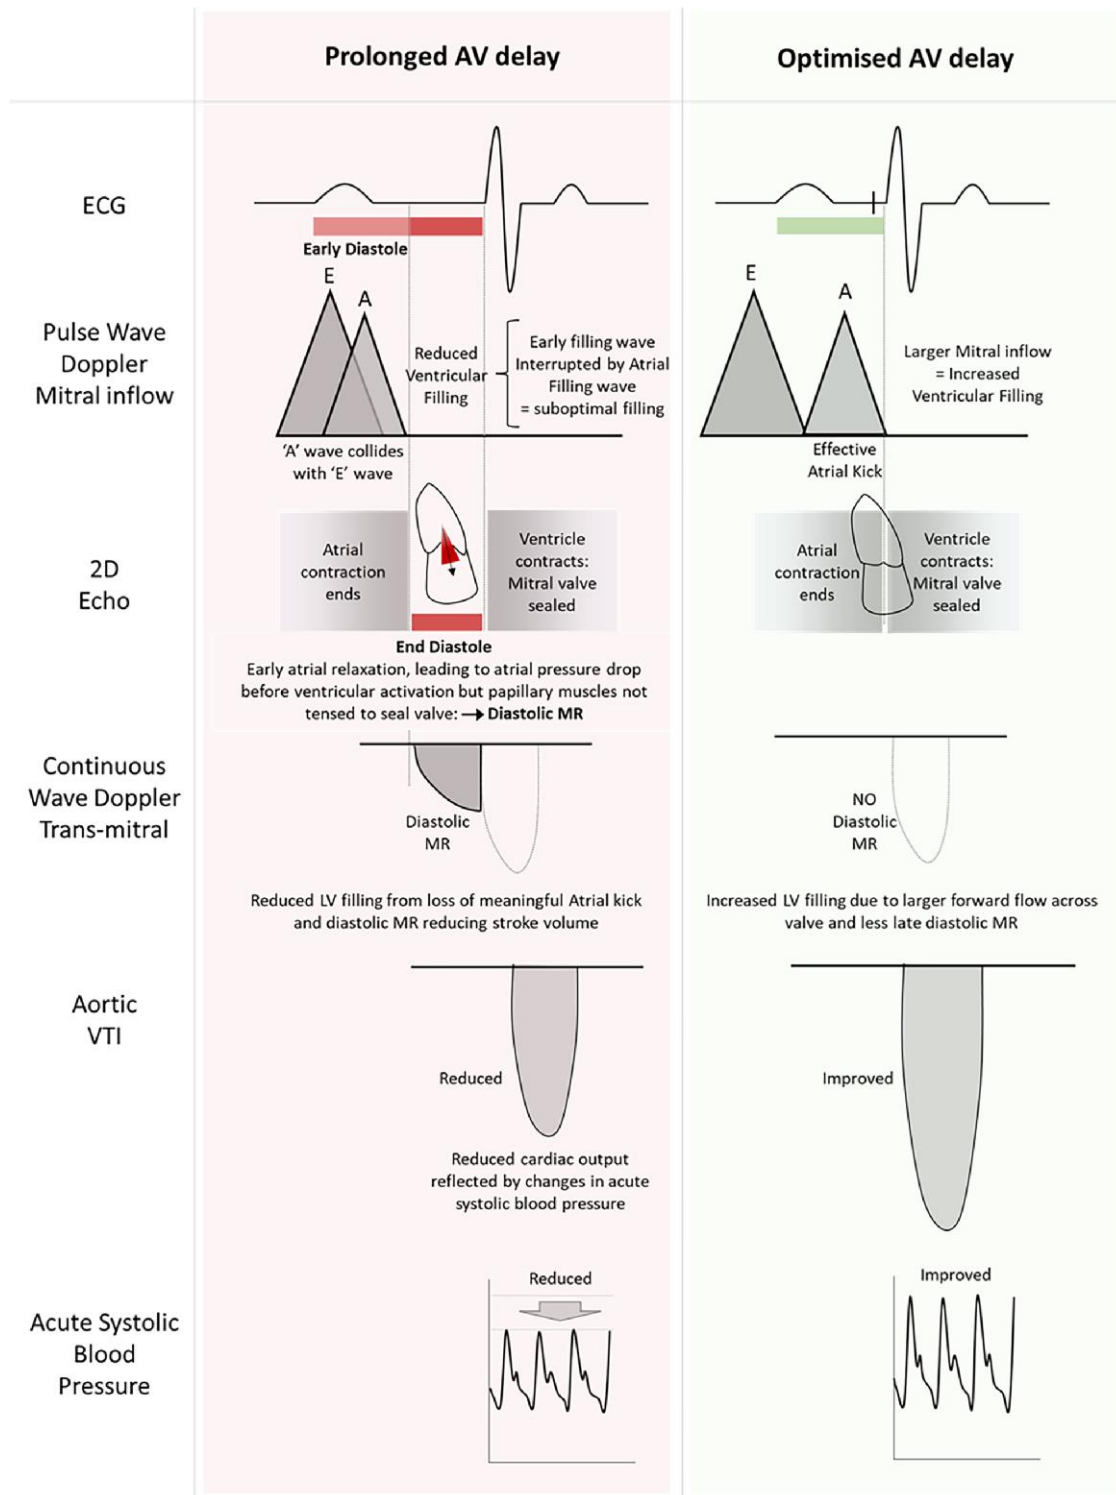 Prolonged AV delay
Optimised AV delay
ECG
Early Diastole
Pulse Wave
Doppler
Mitral inflow
E
A
Reduced
Ventricular
Filling
Early filling wave
Interrupted by Atrial
Filling wave
= suboptimal filling
'A' wave collides
with 'E' wave
E
A
Larger Mitral inflow
= Increased
Ventricular Filling
Effective
Atrial Kick
2D
Echo
Atrial
contraction
ends
Ventricle
contracts:
Mitral valve
sealed
End Diastole
Early atrial relaxation, leading to atrial pressure drop
before ventricular activation but papillary muscles not
tensed to seal valve: → Diastolic MR
Atrial
contraction
ends
Ventricle
contracts:
Mitral valve
sealed
Continuous
Wave Doppler
Trans-mitral
Diastolic
MR
NO
Diastolic
MR
Reduced LV filling from loss of meaningful Atrial kick
and diastolic MR reducing stroke volume
Increased LV filling due to larger forward flow across
valve and less late diastolic MR
Aortic
VTI
Reduced
Improved
Reduced cardiac output
reflected by changes in acute
systolic blood pressure
Acute Systolic
Blood
Pressure
Reduced
Improved